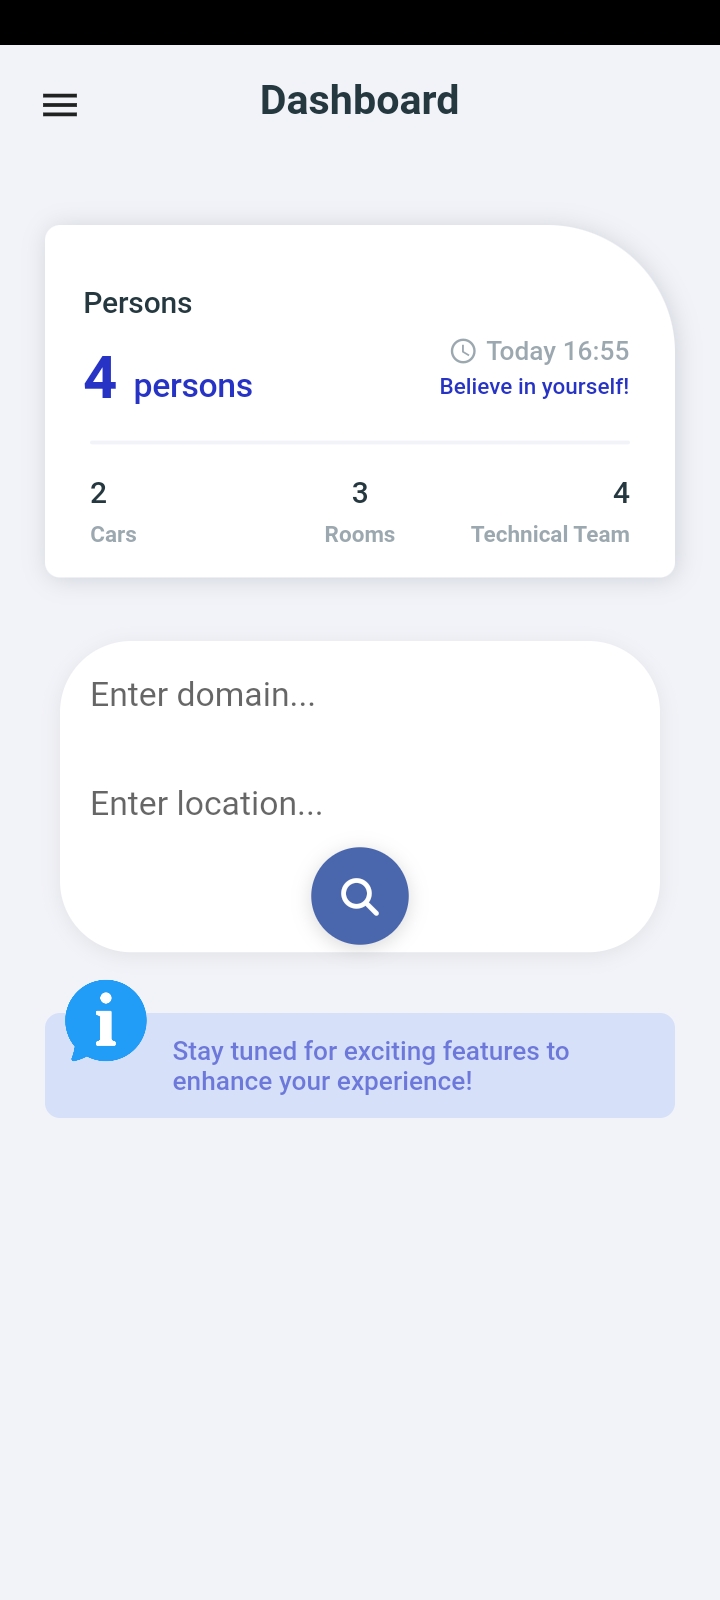 Dashboard
Persons
4 persons
Today 16:55
Believe in yourself!
2
3
4
Cars
Rooms
Technical Team
Enter domain...
Enter location...
Stay tuned for exciting features to
enhance your experience!